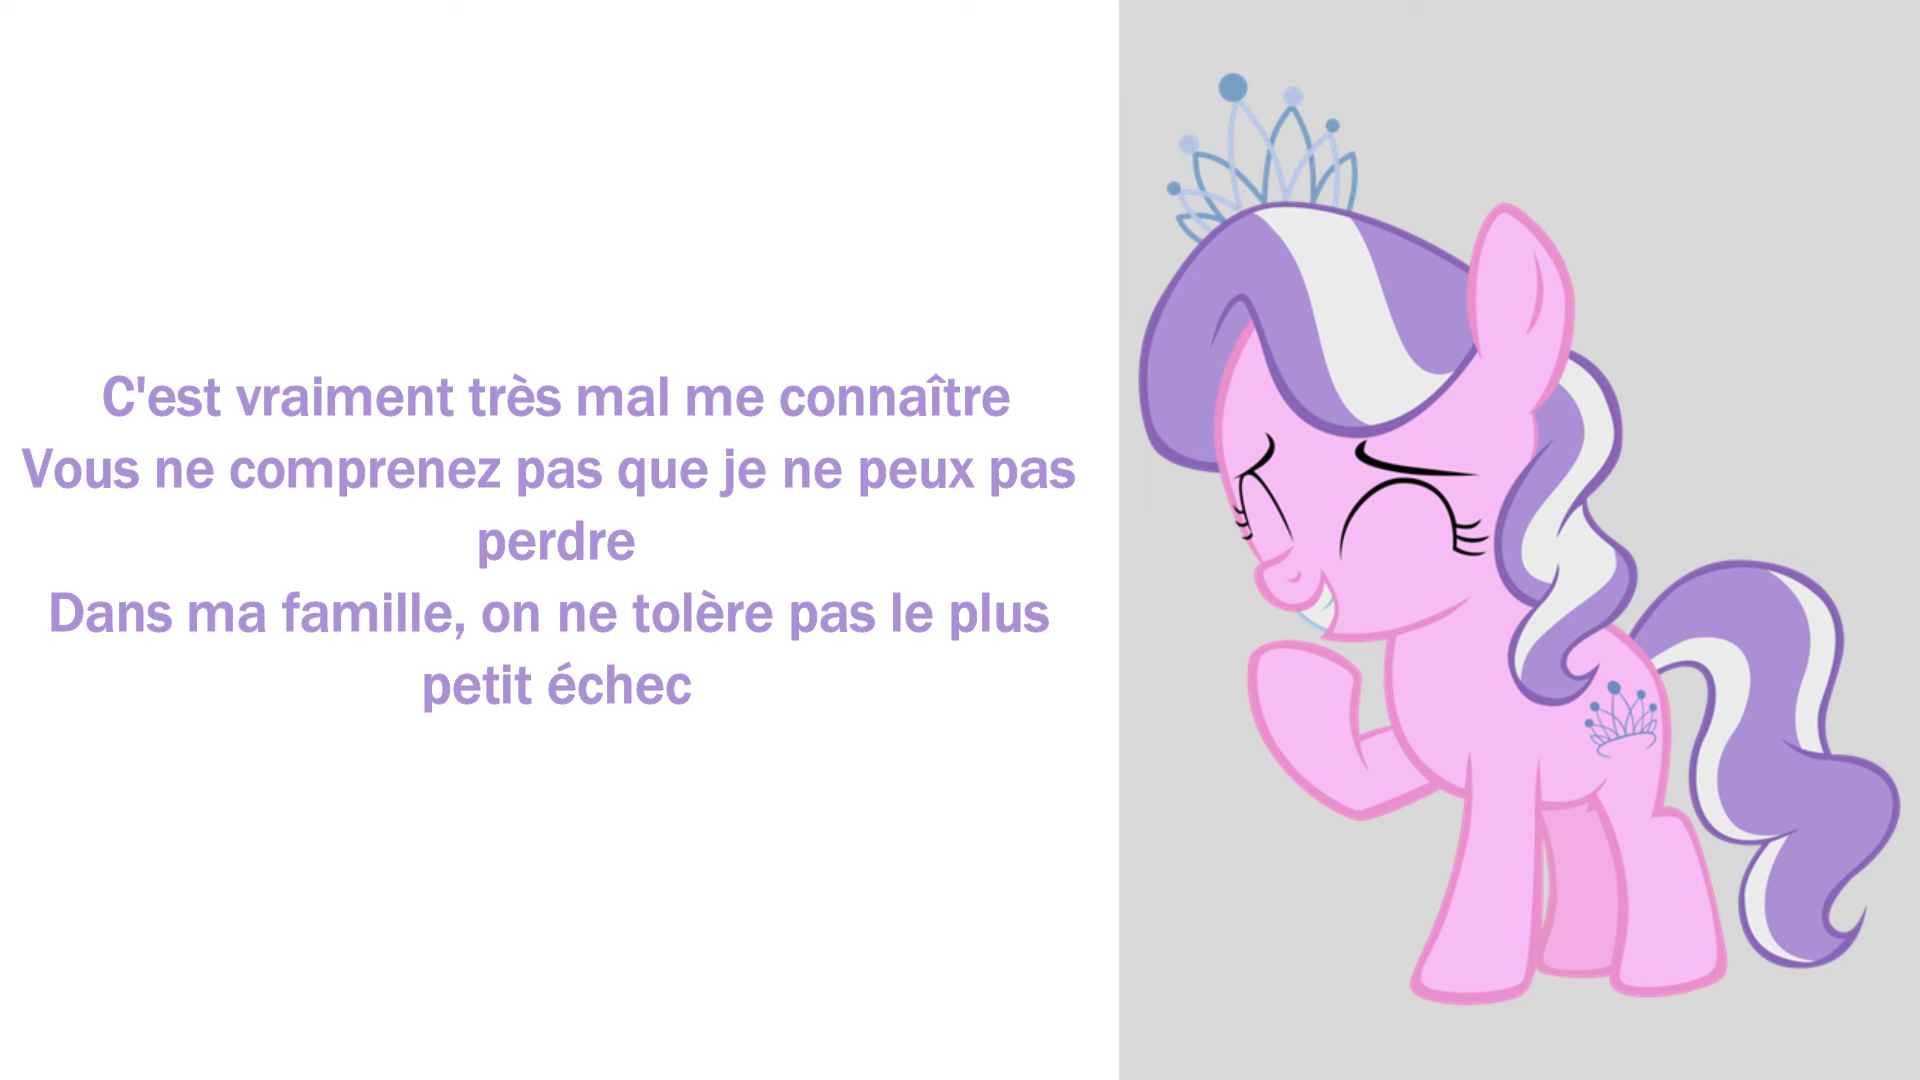 C'est vraiment très mal me connaître
Vous ne comprenez pas que je ne peux pas
perdre
Dans ma famille, on ne tolère pas le plus
petit échec